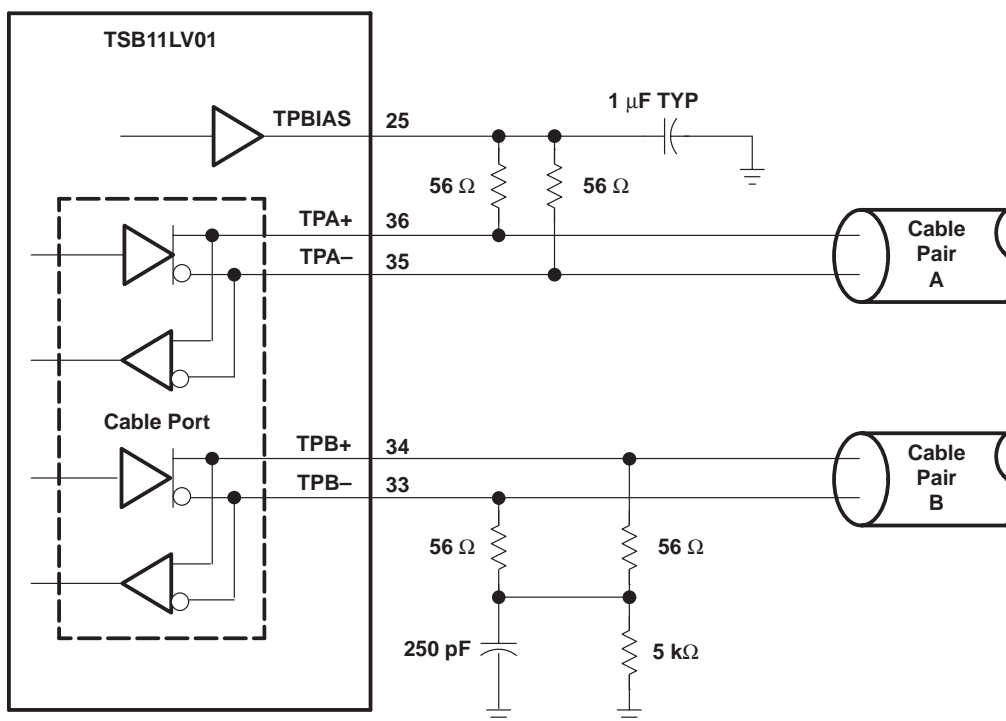 TSB11LV01
1 μF TYP
TPBIAS 25
56 Ω 56 Ω
TPA+ 36
TPA– 35
Cable
Pair
A
Cable Port
TPB+ 34
TPB– 33
Cable
Pair
B
56 Ω 56 Ω
250 pF 5 kΩ